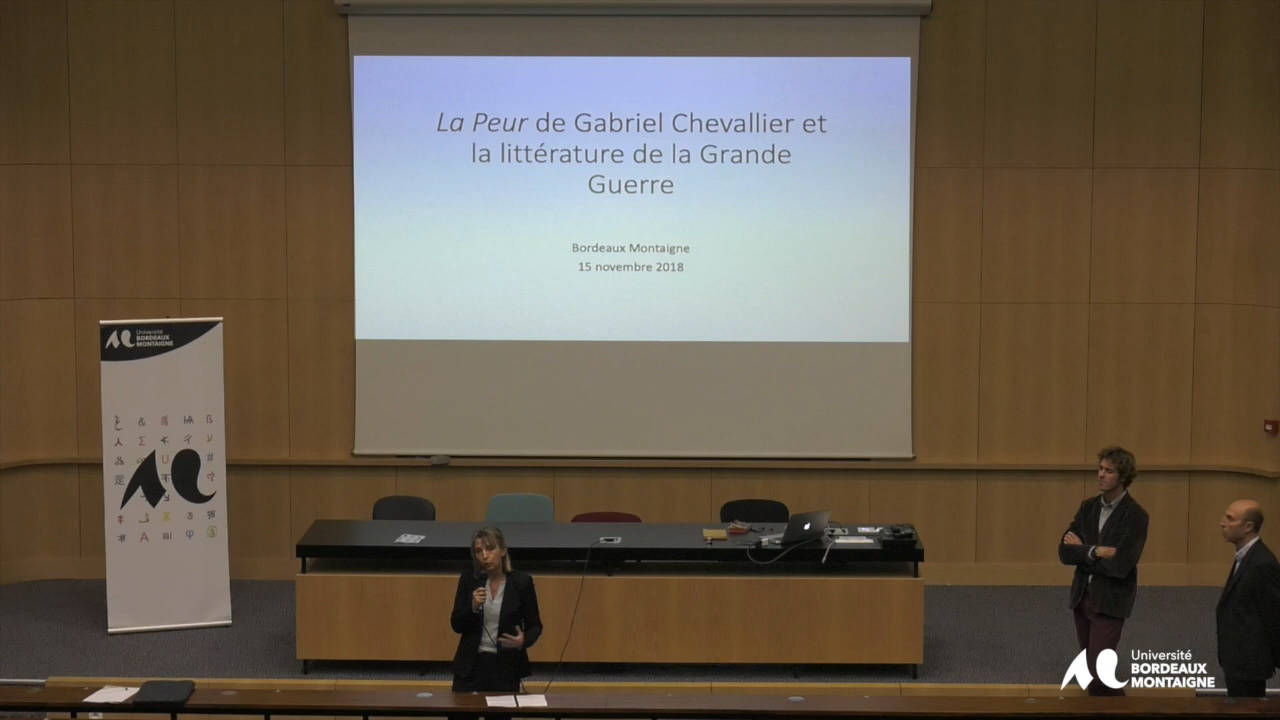 La Peur de Gabriel Chevallier et
la littérature de la Grande
Guerre
Bordeaux Montaigne
15 novembre 2018
Université
BORDEAUX
MONTAIGNE
Université
BORDEAUX
MONTAIGNE